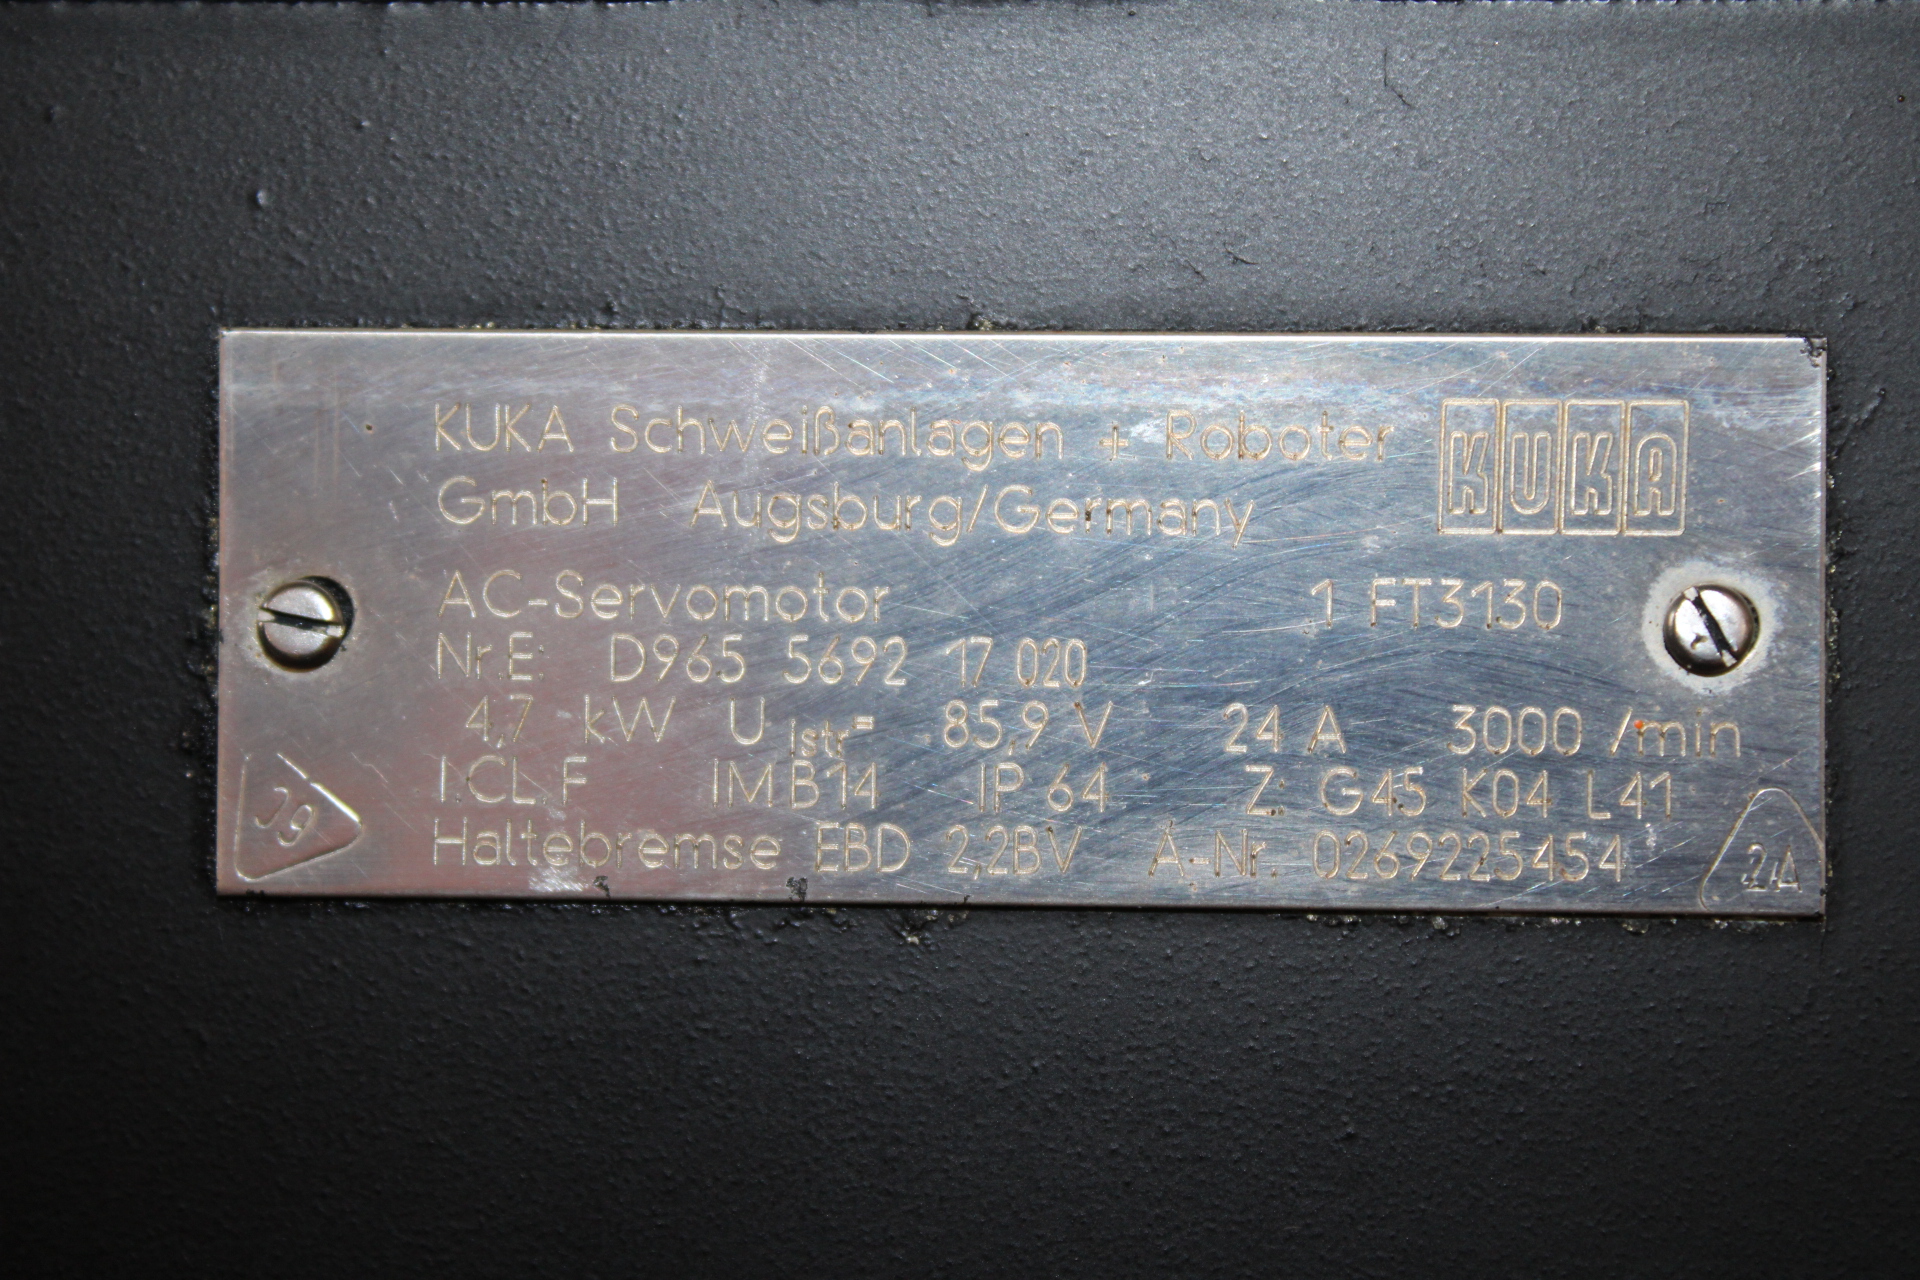 KUKA Schweißanlagen + Roboter
KUKA
GmbH Augsburg/Germany
AC-Servomotor 1 FT3130
Nr.E: D965 5692 17 020
4,7 kW U Istr= 85,9 V 24 A 3000 /min
I.CL.F IM B14 IP 64 Z: G45 K04 L41
Haltebremse EBD 2,2BV A-Nr. 0269225454